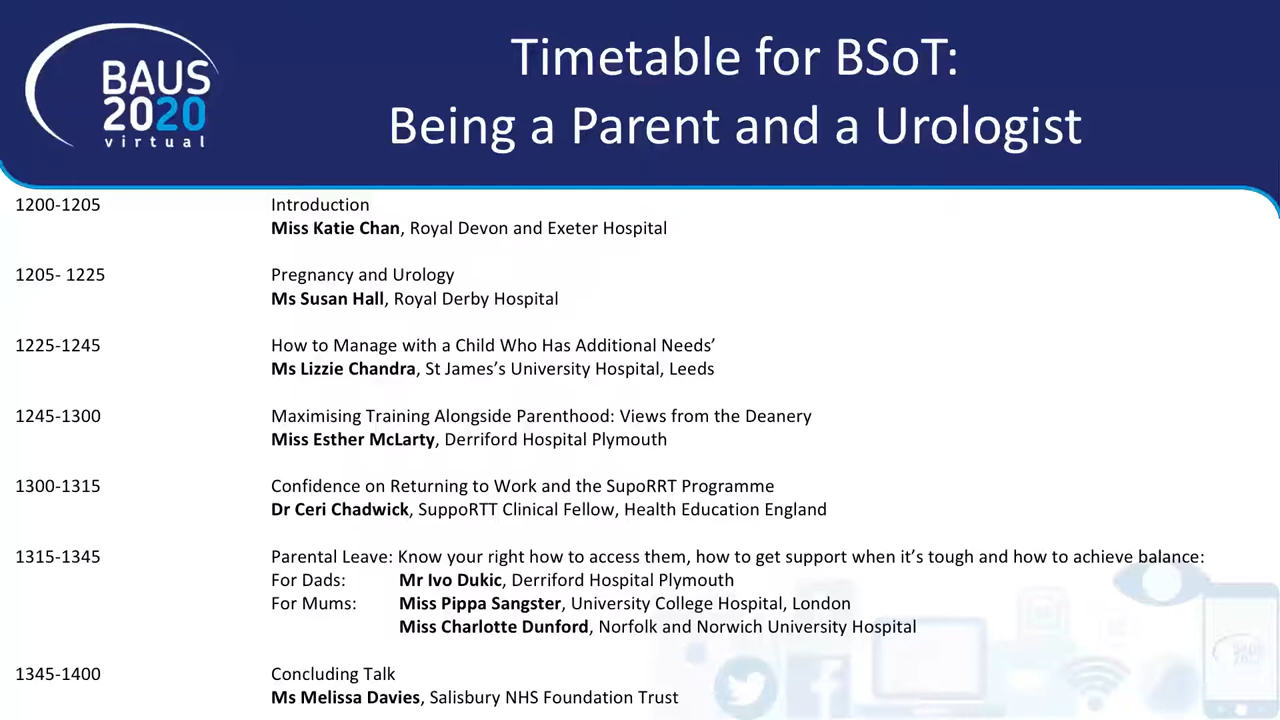 BAUS
2020
virtual
Timetable for BSoT:
Being a Parent and a Urologist
1200-1205 Introduction
Miss Katie Chan, Royal Devon and Exeter Hospital
1205- 1225 Pregnancy and Urology
Ms Susan Hall, Royal Derby Hospital
1225-1245 How to Manage with a Child Who Has Additional Needs’
Ms Lizzie Chandra, St James’s University Hospital, Leeds
1245-1300 Maximising Training Alongside Parenthood: Views from the Deanery
Miss Esther McLarty, Derriford Hospital Plymouth
1300-1315 Confidence on Returning to Work and the SupoRRT Programme
Dr Ceri Chadwick, SuppoRTT Clinical Fellow, Health Education England
1315-1345 Parental Leave: Know your right how to access them, how to get support when it’s tough and how to achieve balance:
For Dads: Mr Ivo Dukic, Derriford Hospital Plymouth
For Mums: Miss Pippa Sangster, University College Hospital, London
Miss Charlotte Dunford, Norfolk and Norwich University Hospital
1345-1400 Concluding Talk
Ms Melissa Davies, Salisbury NHS Foundation Trust